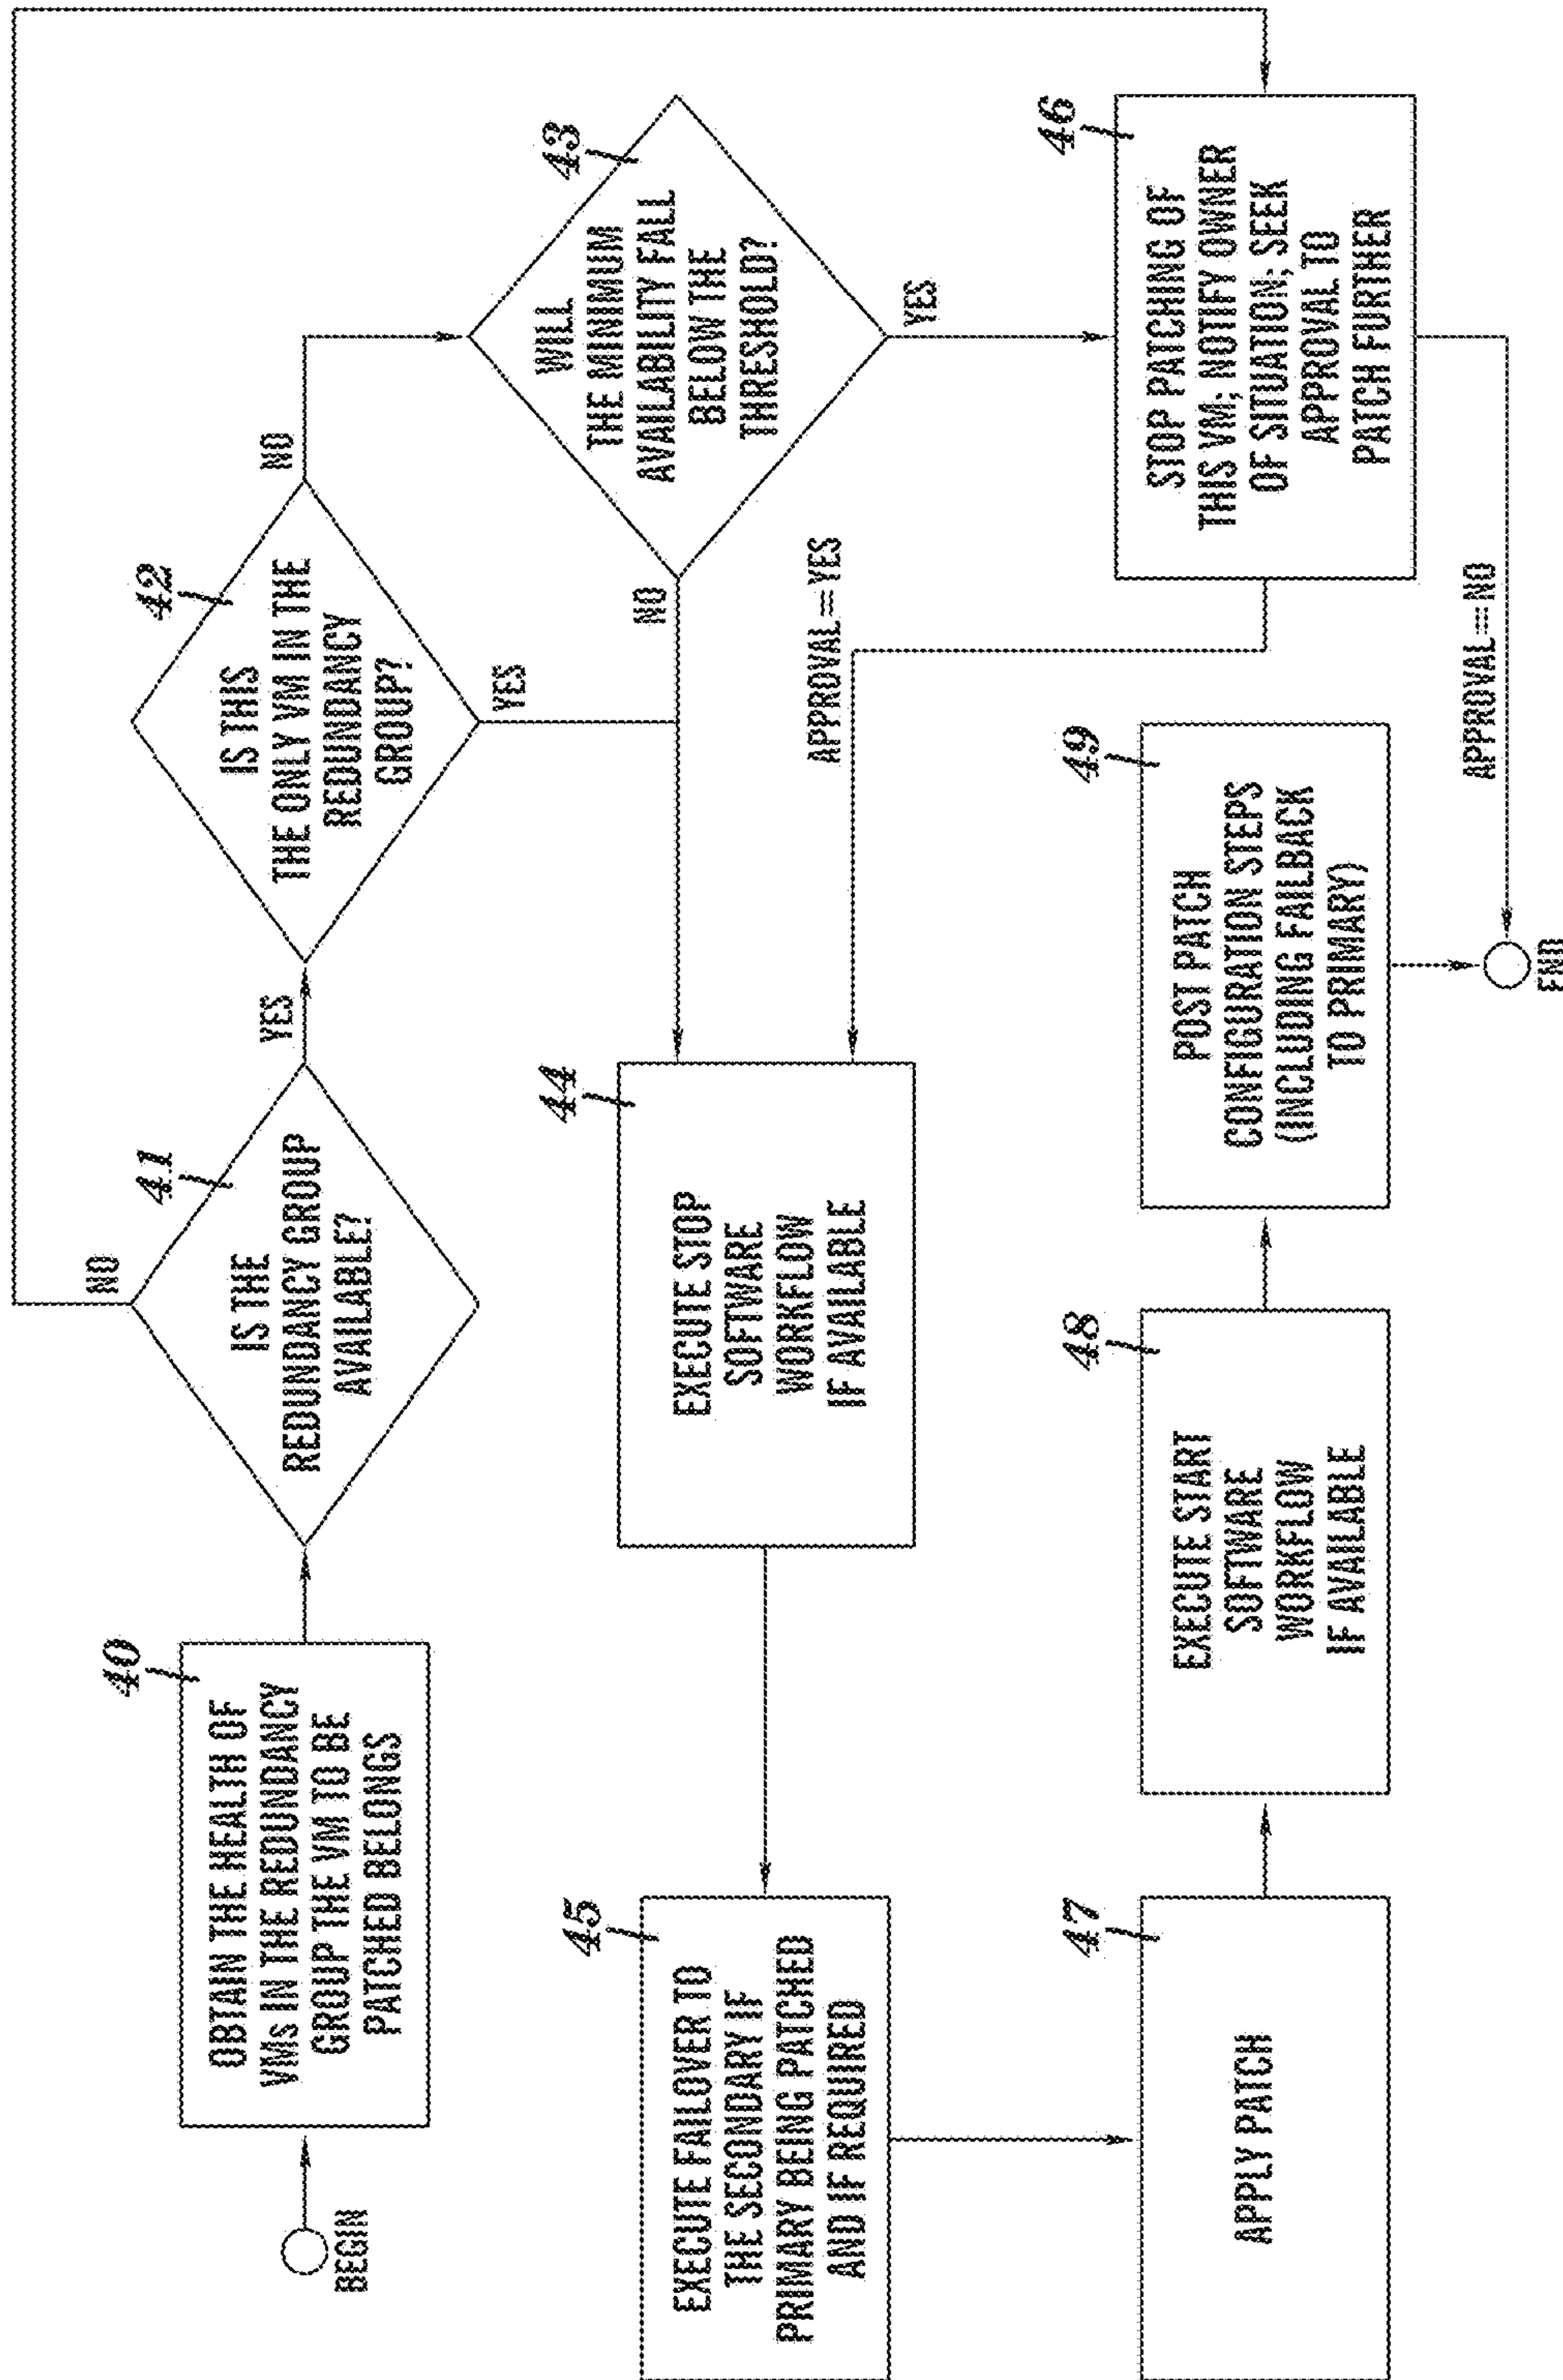 BEGIN
40
OBTAIN THE HEALTH OF
VMs IN THE REDUNDANCY
GROUP THE VM TO BE
PATCHED BELONGS
41
IS THE
REDUNDANCY GROUP
AVAILABLE?
NO
YES
42
IS THIS
THE ONLY VM IN THE
REDUNDANCY
GROUP?
NO
YES
43
WILL
THE MINIMUM
AVAILABILITY FALL
BELOW THE
THRESHOLD?
NO
YES
44
EXECUTE STOP
SOFTWARE
WORKFLOW
IF AVAILABLE
APPROVAL=YES
45
EXECUTE FAILOVER TO
THE SECONDARY IF
PRIMARY BEING PATCHED
AND IF REQUIRED
46
STOP PATCHING OF
THIS VM; NOTIFY OWNER
OF SITUATION; SEEK
APPROVAL TO
PATCH FURTHER
47
APPLY PATCH
48
EXECUTE START
SOFTWARE
WORKFLOW
IF AVAILABLE
49
POST PATCH
CONFIGURATION STEPS
(INCLUDING FAILBACK
TO PRIMARY)
APPROVAL=NO
END